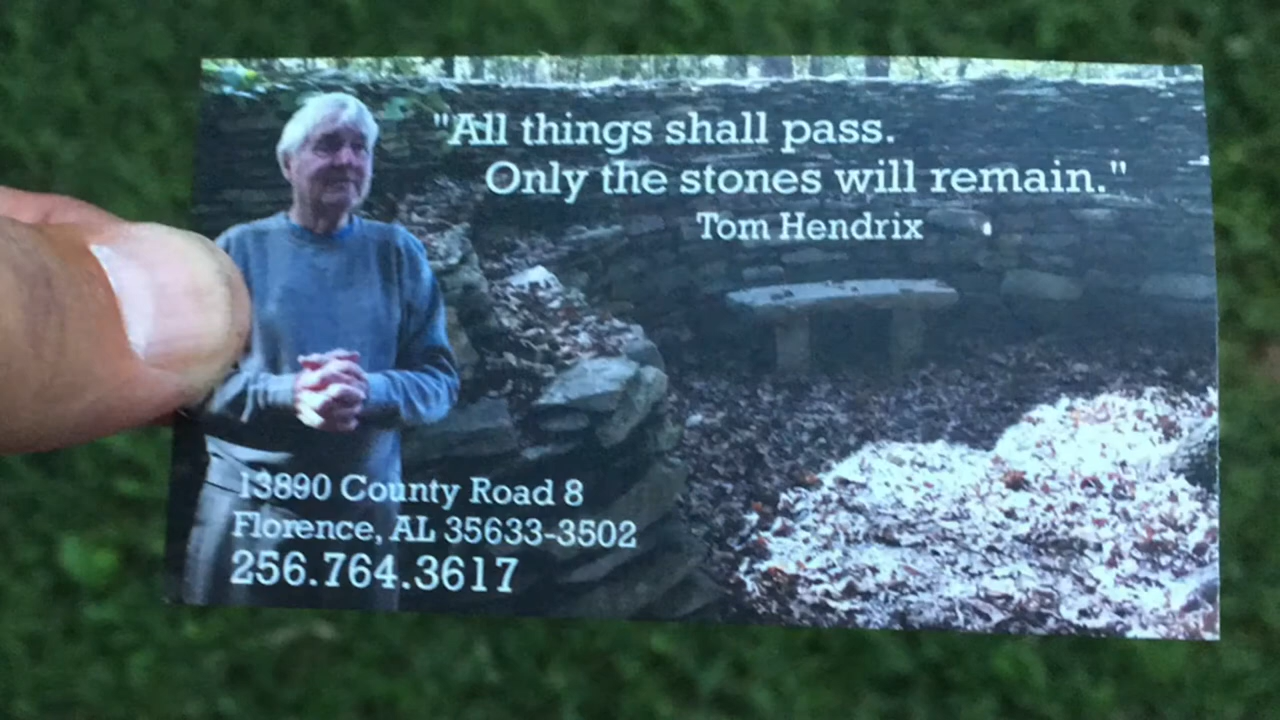 "All things shall pass.
Only the stones will remain."
Tom Hendrix
13890 County Road 8
Florence, AL 35633-3502
256.764.3617